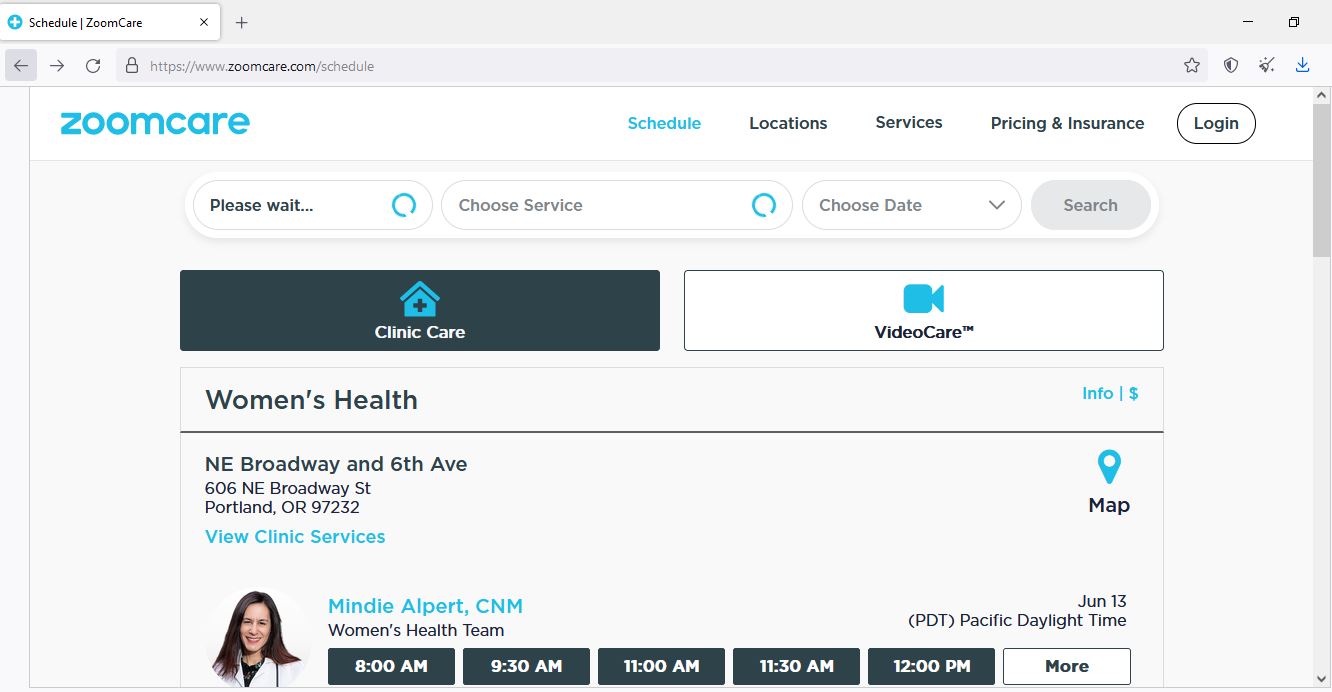 Schedule | ZoomCare
https://www.zoomcare.com/schedule
zoomcare
Schedule
Locations
Services
Pricing & Insurance
Login
Please wait...
Choose Service
Choose Date
Search
Clinic Care
VideoCare™
Women's Health
Info | $
NE Broadway and 6th Ave
606 NE Broadway St
Portland, OR 97232
View Clinic Services
Map
Mindie Alpert, CNM
Women's Health Team
Jun 13
(PDT) Pacific Daylight Time
8:00 AM
9:30 AM
11:00 AM
11:30 AM
12:00 PM
More